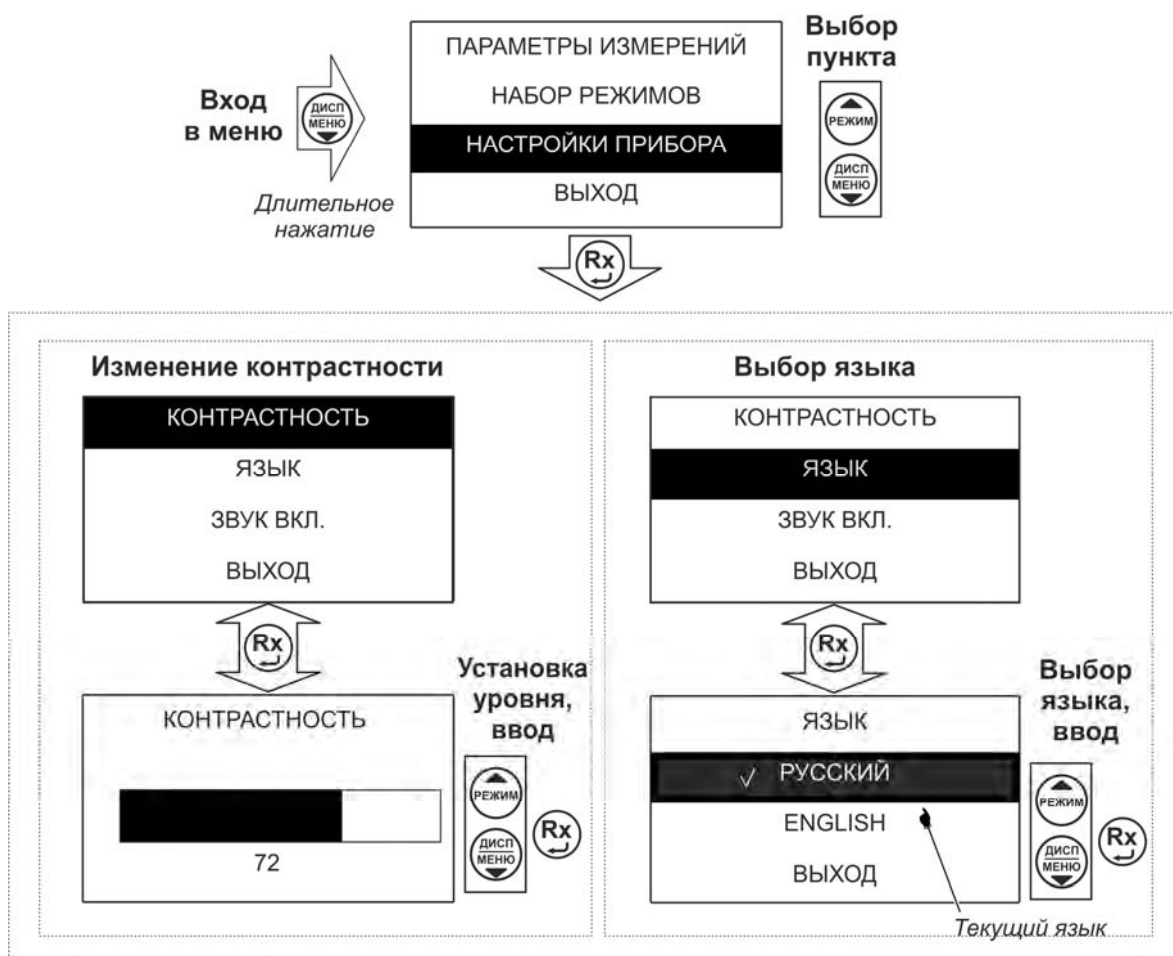 Вход
в меню
ДИСП
МЕНЮ
Длительное
нажатие
ПАРАМЕТРЫ ИЗМЕРЕНИЙ
НАБОР РЕЖИМОВ
НАСТРОЙКИ ПРИБОРА
ВЫХОД
Выбор
пункта
РЕЖИМ
ДИСП
МЕНЮ
Rx
Изменение контрастности
КОНТРАСТНОСТЬ
ЯЗЫК
ЗВУК ВКЛ.
ВЫХОД
Rx
КОНТРАСТНОСТЬ
72
Установка
уровня,
ввод
РЕЖИМ
ДИСП
МЕНЮ
Rx
Выбор языка
КОНТРАСТНОСТЬ
ЯЗЫК
ЗВУК ВКЛ.
ВЫХОД
Rx
ЯЗЫК
√ РУССКИЙ
ENGLISH
ВЫХОД
Выбор
языка,
ввод
РЕЖИМ
ДИСП
МЕНЮ
Rx
Текущий язык